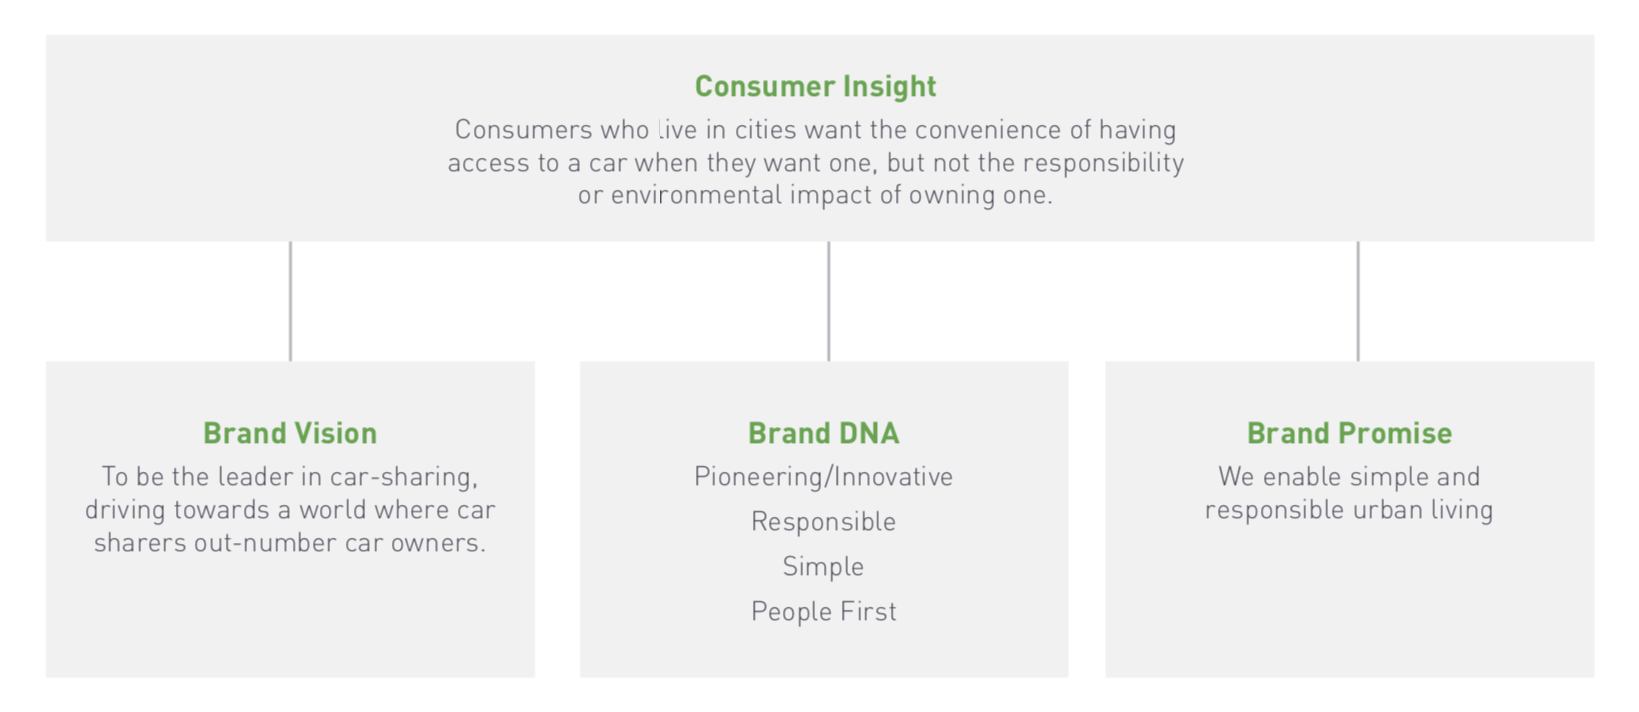 Consumer Insight
Consumers who live in cities want the convenience of having
access to a car when they want one, but not the responsibility
or environmental impact of owning one.
Brand Vision
To be the leader in car-sharing,
driving towards a world where car
sharers out-number car owners.
Brand DNA
Pioneering/Innovative
Responsible
Simple
People First
Brand Promise
We enable simple and
responsible urban living